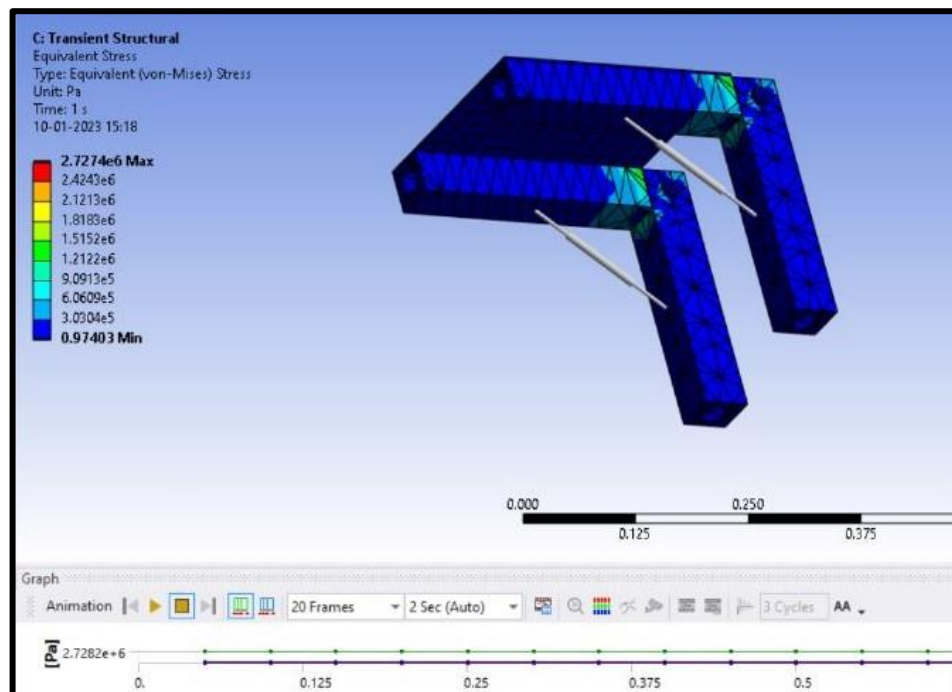 C: Transient Structural
Equivalent Stress
Type: Equivalent (von-Mises) Stress
Unit: Pa
Time: 1 s
10-01-2023 15:18
2.7274e6 Max
2.4243e6
2.1213e6
1.8183e6
1.5152e6
1.2122e6
9.0913e5
6.0609e5
3.0304e5
0.97403 Min
0.000 0.250
0.125 0.375
Graph
Animation 20 Frames 2 Sec (Auto) 3 Cycles AA
[Pa] 2.7282e+6
0. 0.125 0.25 0.375 0.5